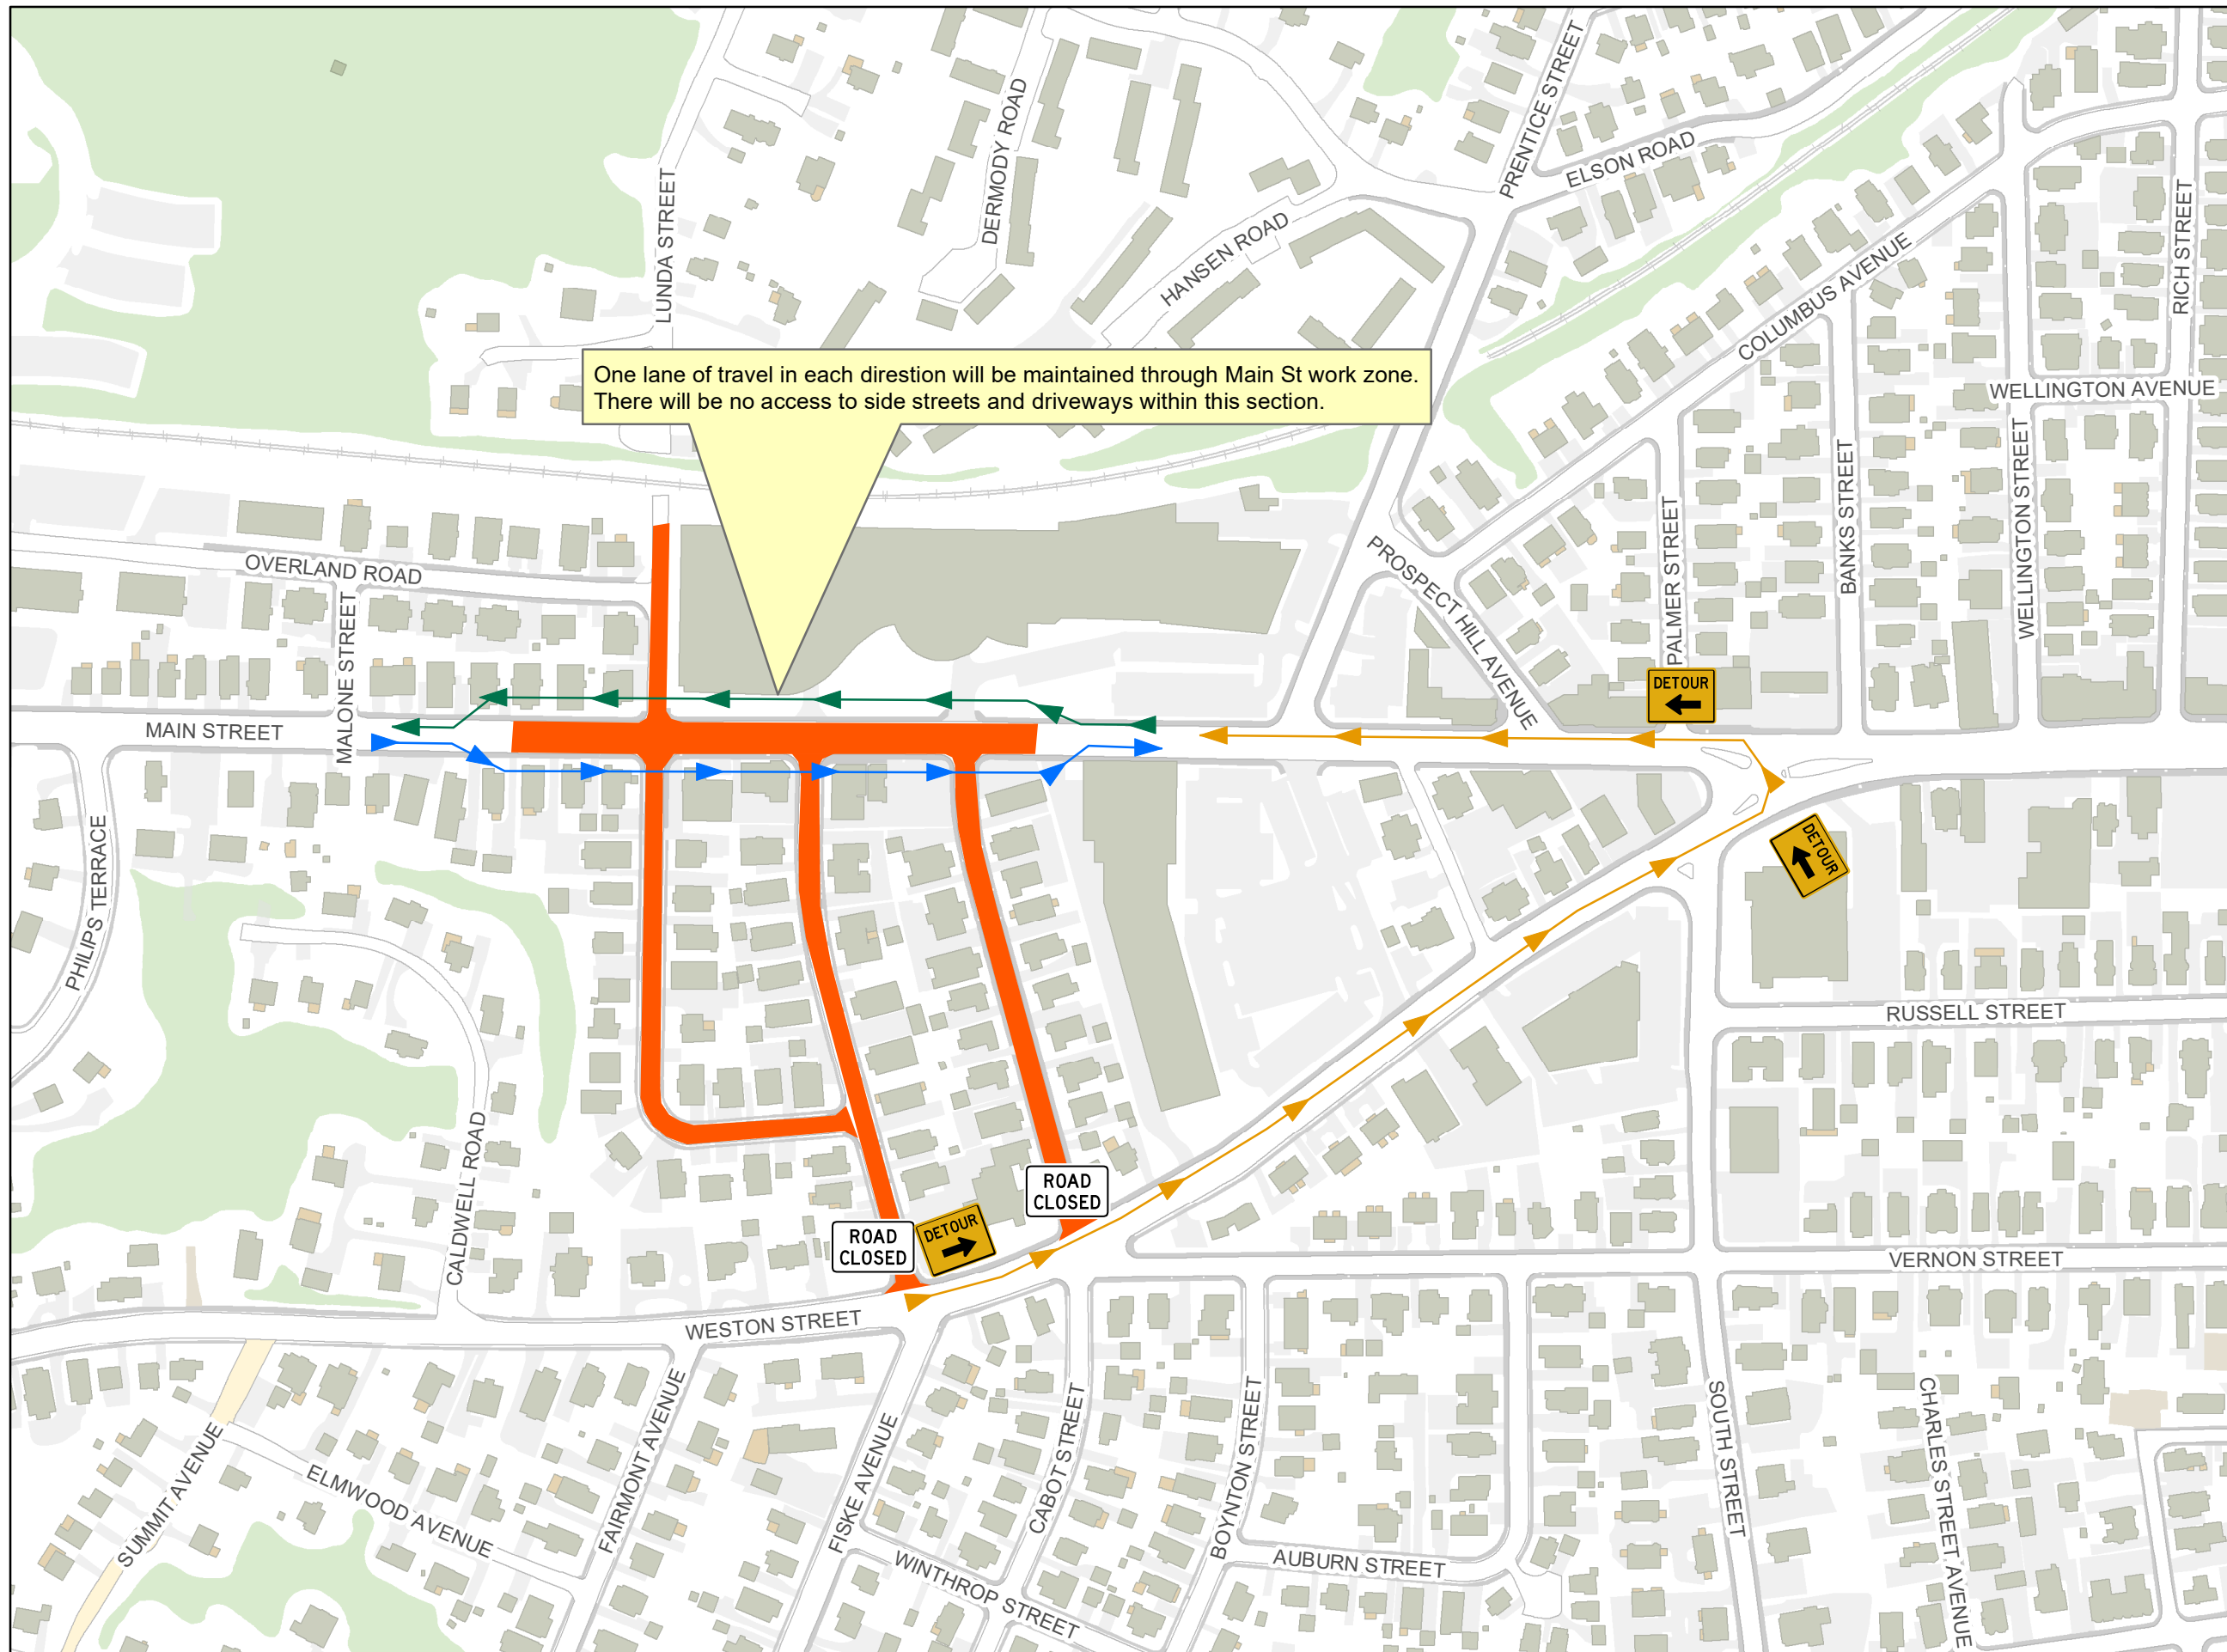 PRENTICE STREET
ELSON ROAD
DERMODY ROAD
LUNDA STREET
HANSEN ROAD
RICH STREET
COLUMBUS AVENUE
One lane of travel in each direstion will be maintained through Main St work zone.
There will be no access to side streets and driveways within this section.
WELLINGTON AVENUE
WELLINGTON STREET
BANKS STREET
PALMER STREET
PROSPECT HILL AVENUE
OVERLAND ROAD
MALONE STREET
MAIN STREET
DETOUR
DETOUR
PHILIPS TERRACE
RUSSELL STREET
CALDWELL ROAD
ROAD
CLOSED
ROAD
CLOSED
DETOUR
VERNON STREET
WESTON STREET
SUMMIT AVENUE
ELMWOOD AVENUE
FAIRMONT AVENUE
FISKE AVENUE
CABOT STREET
BOYNTON STREET
SOUTH STREET
CHARLES STREET AVENUE
WINTHROP STREET
AUBURN STREET